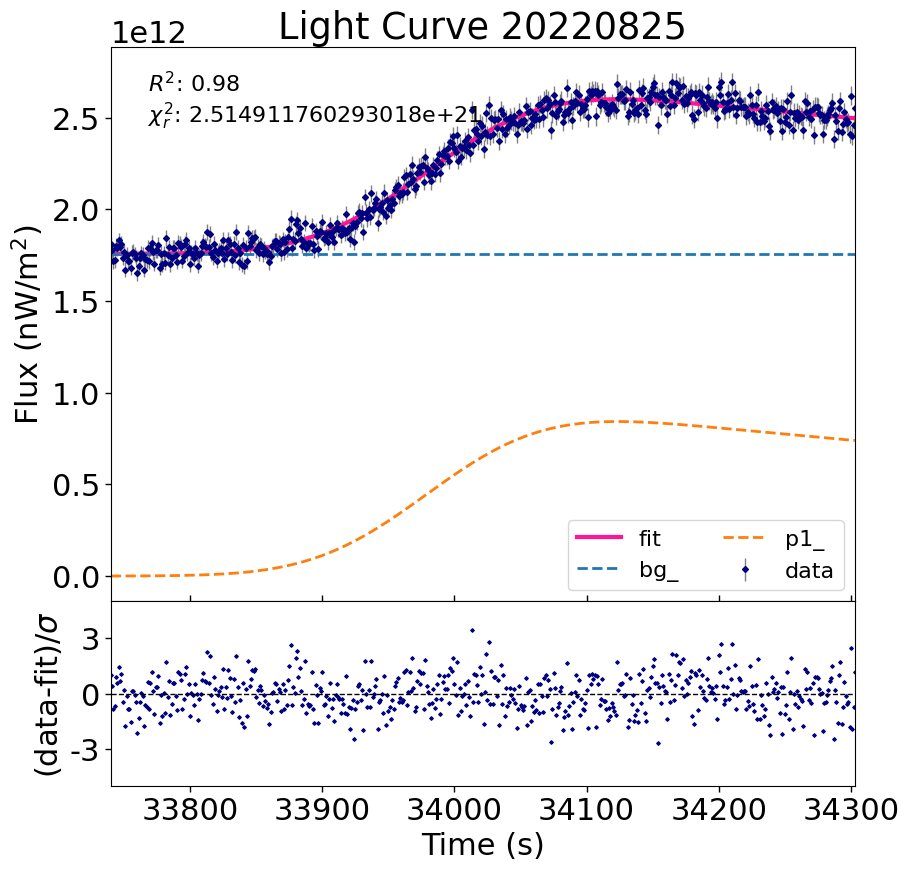 Light Curve 20220825
1e12
R²: 0.98
χ²ᵣ: 2.514911760293018e+21
Flux (nW/m²)
2.5
2.0
1.5
1.0
0.5
0.0
fit
bg_
p1_
data
(data-fit)/σ
3
0
-3
33800 33900 34000 34100 34200 34300
Time (s)